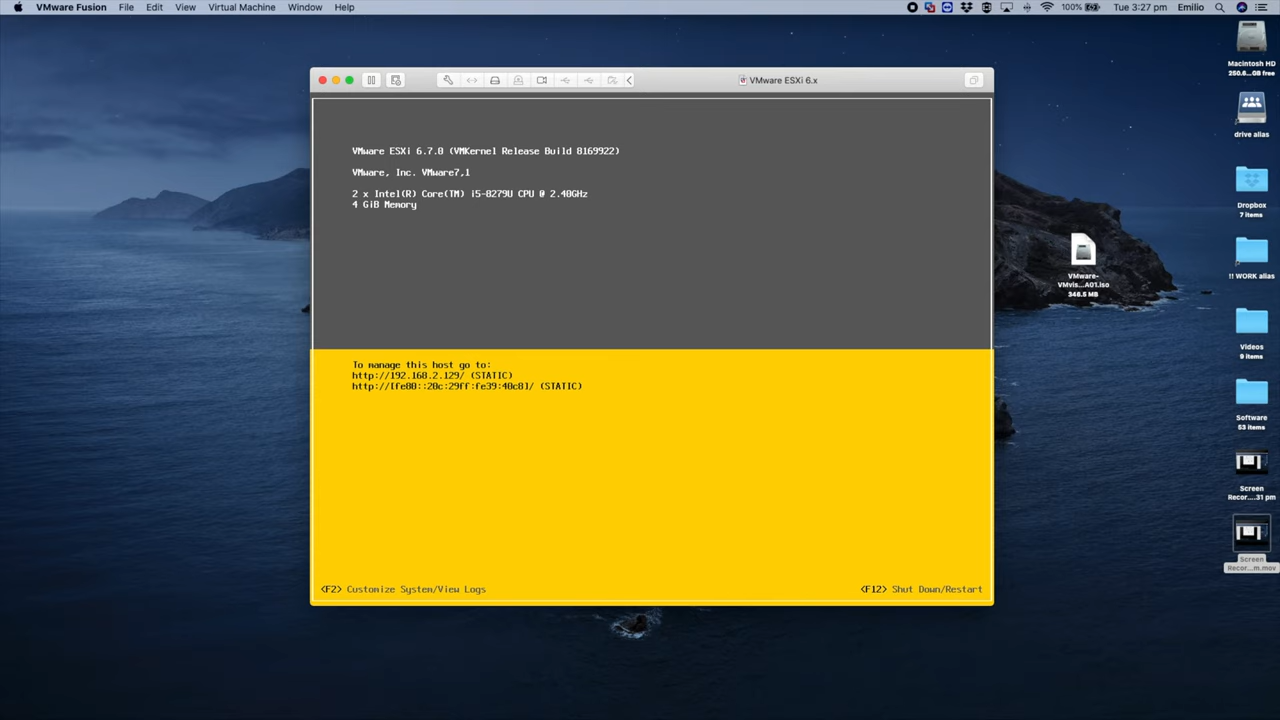 VMware Fusion File Edit View Virtual Machine Window Help 100% Tue 3:27 pm Emilio
VMware ESXi 6.x
VMware ESXi 6.7.0 (VMKernel Release Build 8169922)
VMware, Inc. VMware7,1
2 x Intel(R) Core(TM) i5-8279U CPU @ 2.40GHz
4 GiB Memory
To manage this host go to:
http://192.168.2.129/ (STATIC)
http://[fe80::20c:29ff:fe39:40c8]/ (STATIC)
<F2> Customize System/View Logs
<F12> Shut Down/Restart
VMware-
VMvis...A01.iso
346.5 MB
Macintosh HD
250.6...GB free
drive alias
Dropbox
7 items
!! WORK alias
Videos
9 items
Software
53 items
Screen
Recor....31 pm
Screen
Recor...m.mov